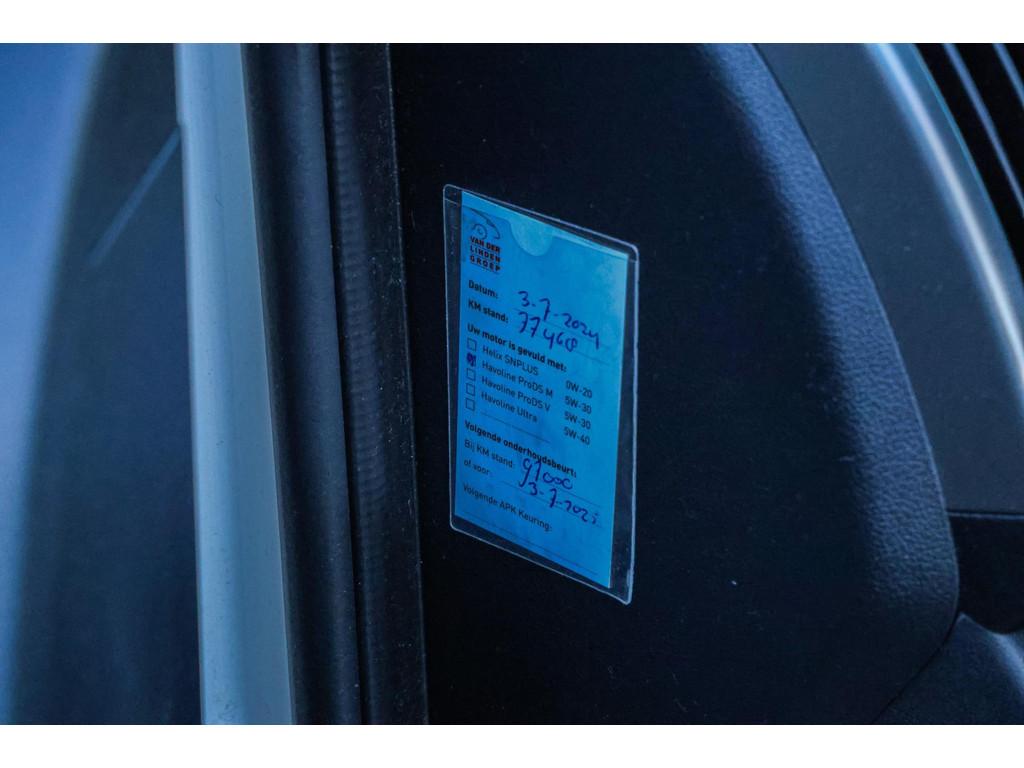 VAN DER
LINDEN
GROEP
Datum: 3-7-2024
KM stand: 77460
Uw motor is gevuld met:
Helix SNPLUS 0W-20
Havoline ProDS M 5W-30
Havoline ProDS V 5W-30
Havoline Ultra 5W-40
Volgende onderhoudsbeurt:
Bij KM stand: 91000
of voor: 3-7-2025
Volgende APK Keuring: